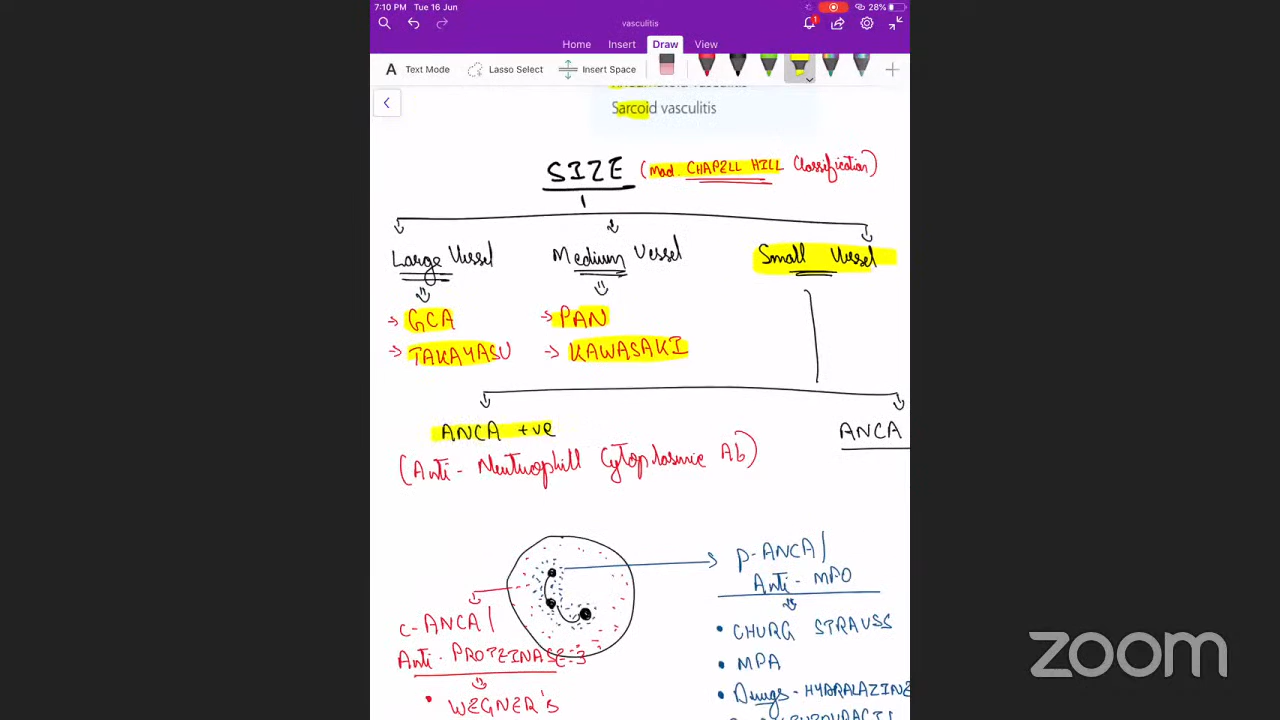 7:10 PM Tue 16 Jun
28%
vasculitis
1
Home Insert Draw View
A Text Mode Lasso Select Insert Space
Sarcoid vasculitis
SIZE (Mod. CHAPELL HILL Classification)
Large Vessel Medium Vessel Small Vessel
→ GCA → PAN
→ TAKAYASU → KAWASAKI
ANCA +ve ANCA
(Anti - Neutrophill Cytoplasmic Ab)
p-ANCA/
Anti - MPO
c-ANCA/
Anti - PROTEINASE-3
• CHURG STRAUSS
• MPA
• WEGNER'S
• Drugs - HYDRALAZINE
zoom